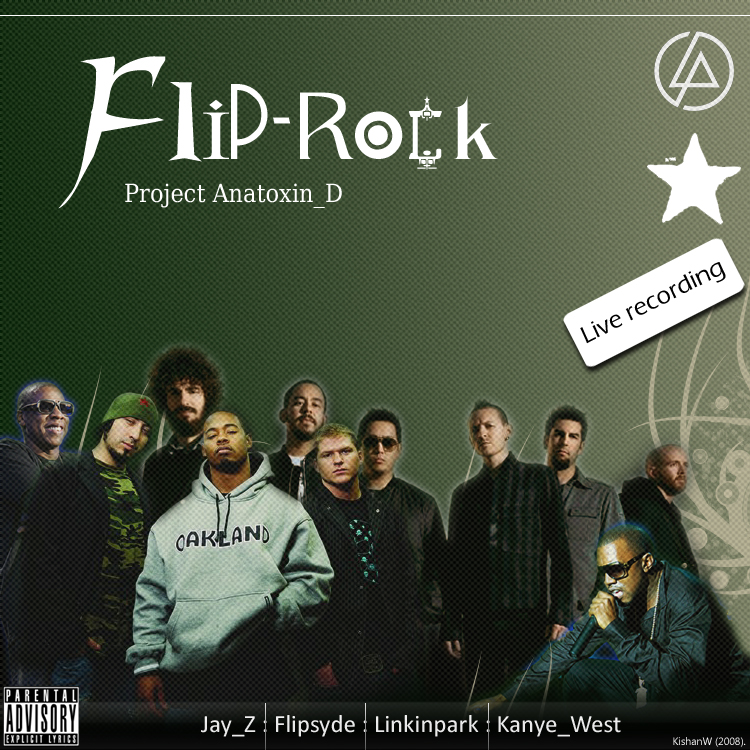 FLiP-Rock
Project Anatoxin_D
Live recording
OAKLAND
PARENTAL
ADVISORY
EXPLICIT LYRICS
Jay_Z : Flipsyde : Linkinpark : Kanye_West
KishanW (2008).